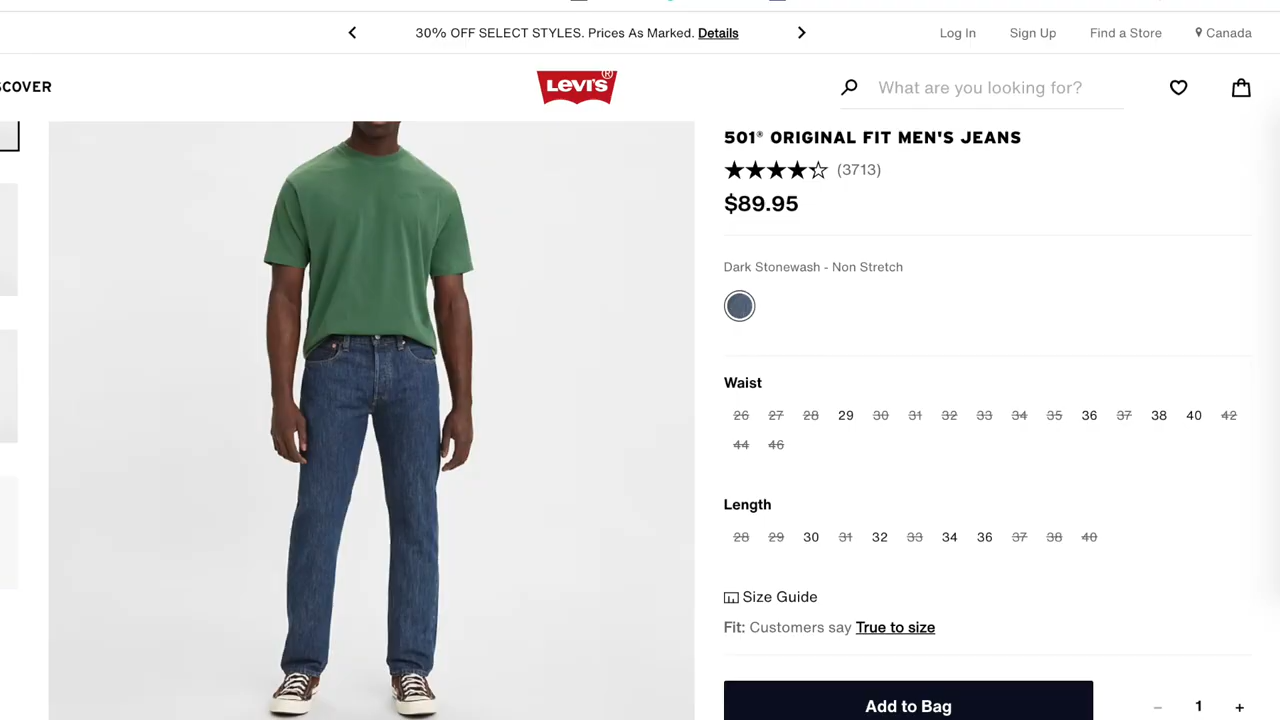 30% OFF SELECT STYLES. Prices As Marked. Details
Log In
Sign Up
Find a Store
Canada
SCOVER
LEVI'S®
What are you looking for?
501® ORIGINAL FIT MEN'S JEANS
(3713)
$89.95
Dark Stonewash - Non Stretch
Waist
26 27 28 29 30 31 32 33 34 35 36 37 38 40 42
44 46
Length
28 29 30 31 32 33 34 36 37 38 40
Size Guide
Fit: Customers say True to size
Add to Bag
− 1 +